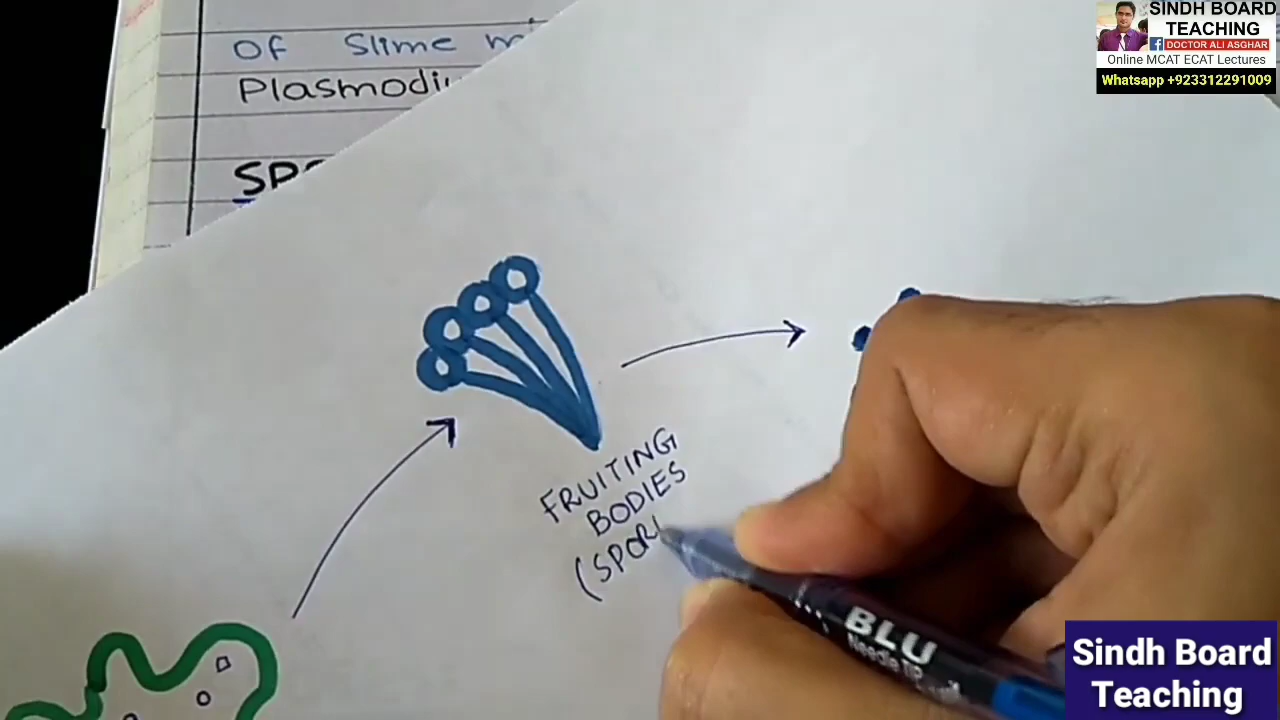 SINDH BOARD
TEACHING
f DOCTOR ALI ASGHAR
Online MCAT ECAT Lectures
Whatsapp +923312291009
OF Slime
Plasmodi
FRUITING
BODIES
(SPOR
BLU
Needle
Sindh Board
Teaching